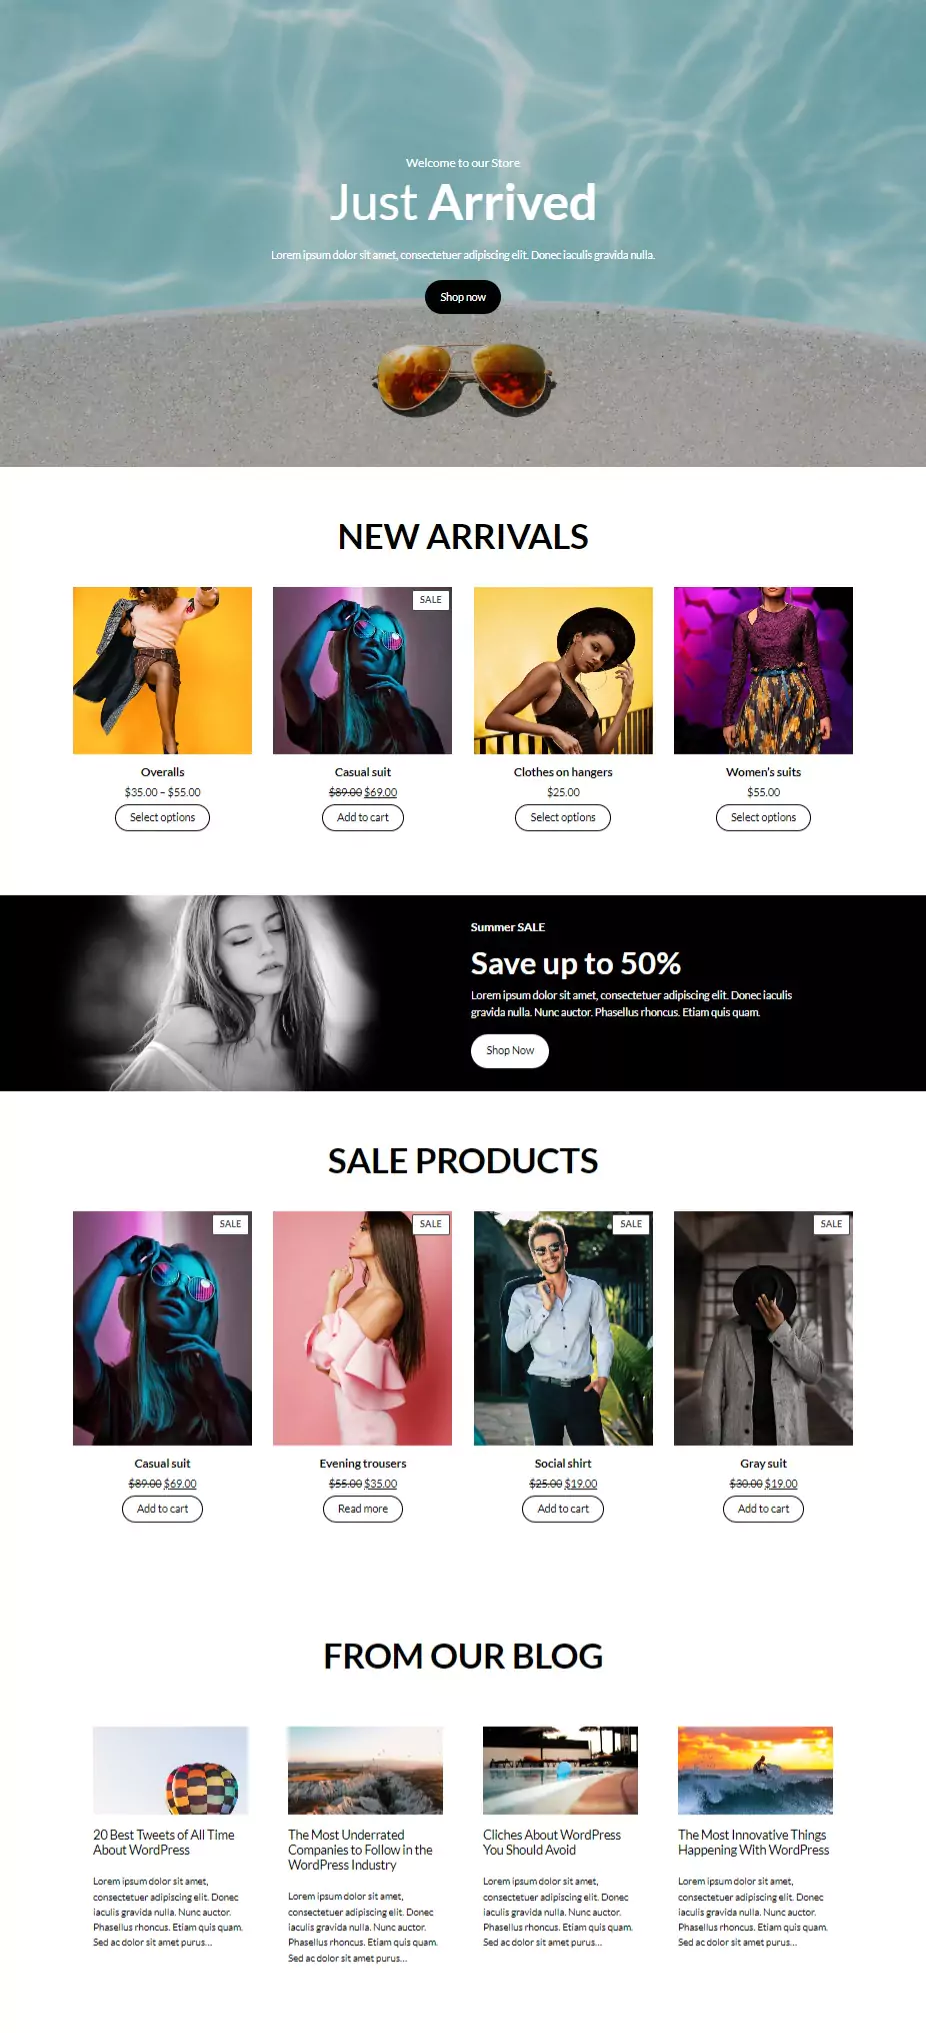 Welcome to our Store
Just Arrived
Lorem ipsum dolor sit amet, consectetuer adipiscing elit. Donec iaculis gravida nulla.
Shop now
NEW ARRIVALS
SALE
Overalls
$35.00 – $55.00
Select options
Casual suit
$89.00 $69.00
Add to cart
Clothes on hangers
$25.00
Select options
Women's suits
$55.00
Select options
Summer SALE
Save up to 50%
Lorem ipsum dolor sit amet, consectetuer adipiscing elit. Donec iaculis
gravida nulla. Nunc auctor. Phasellus rhoncus. Etiam quis quam.
Shop Now
SALE PRODUCTS
SALE
Casual suit
$89.00 $69.00
Add to cart
SALE
Evening trousers
$55.00 $35.00
Read more
SALE
Social shirt
$25.00 $19.00
Add to cart
SALE
Gray suit
$30.00 $19.00
Add to cart
FROM OUR BLOG
20 Best Tweets of All Time
About WordPress
Lorem ipsum dolor sit amet,
consectetuer adipiscing elit. Donec
iaculis gravida nulla. Nunc auctor.
Phasellus rhoncus. Etiam quis quam.
Sed ac dolor sit amet purus...
The Most Underrated
Companies to Follow in the
WordPress Industry
Lorem ipsum dolor sit amet,
consectetuer adipiscing elit. Donec
iaculis gravida nulla. Nunc auctor.
Phasellus rhoncus. Etiam quis quam.
Sed ac dolor sit amet purus...
Cliches About WordPress
You Should Avoid
Lorem ipsum dolor sit amet,
consectetuer adipiscing elit. Donec
iaculis gravida nulla. Nunc auctor.
Phasellus rhoncus. Etiam quis quam.
Sed ac dolor sit amet purus...
The Most Innovative Things
Happening With WordPress
Lorem ipsum dolor sit amet,
consectetuer adipiscing elit. Donec
iaculis gravida nulla. Nunc auctor.
Phasellus rhoncus. Etiam quis quam.
Sed ac dolor sit amet purus...